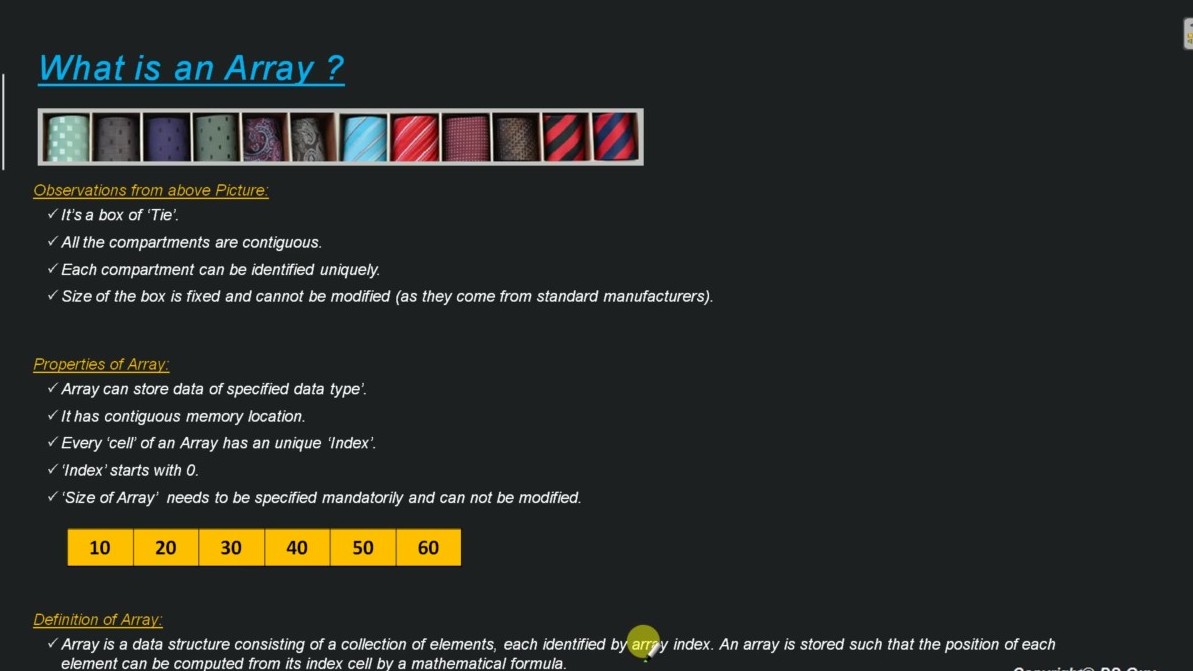 What is an Array ?
Observations from above Picture:
✓ It's a box of 'Tie'.
✓ All the compartments are contiguous.
✓ Each compartment can be identified uniquely.
✓ Size of the box is fixed and cannot be modified (as they come from standard manufacturers).
Properties of Array:
✓ Array can store data of specified data type'.
✓ It has contiguous memory location.
✓ Every 'cell' of an Array has an unique 'Index'.
✓ 'Index' starts with 0.
✓ 'Size of Array' needs to be specified mandatorily and can not be modified.
10 20 30 40 50 60
Definition of Array:
✓ Array is a data structure consisting of a collection of elements, each identified by array index. An array is stored such that the position of each
element can be computed from its index cell by a mathematical formula.